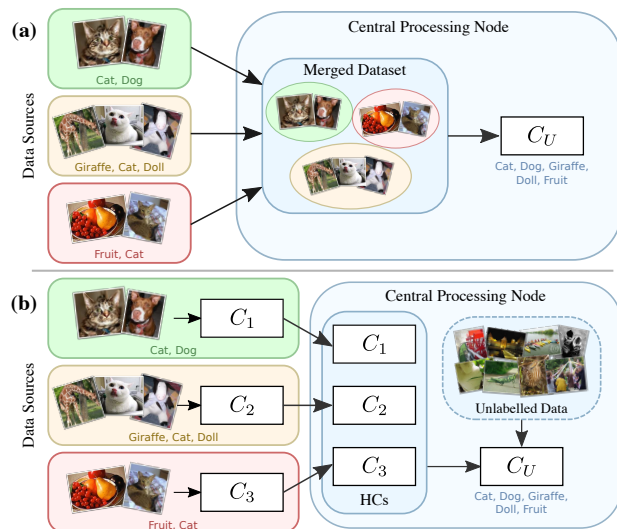 (a)
Central Processing Node
Cat, Dog
Merged Dataset
Data Sources
Giraffe, Cat, Doll
C_U
Cat, Dog, Giraffe,
Doll, Fruit
Fruit, Cat
(b)
Central Processing Node
C_1
C_1
Cat, Dog
Data Sources
C_2
C_2
Giraffe, Cat, Doll
Unlabelled Data
C_3
C_3
C_U
HCs
Cat, Dog, Giraffe,
Doll, Fruit
Fruit, Cat